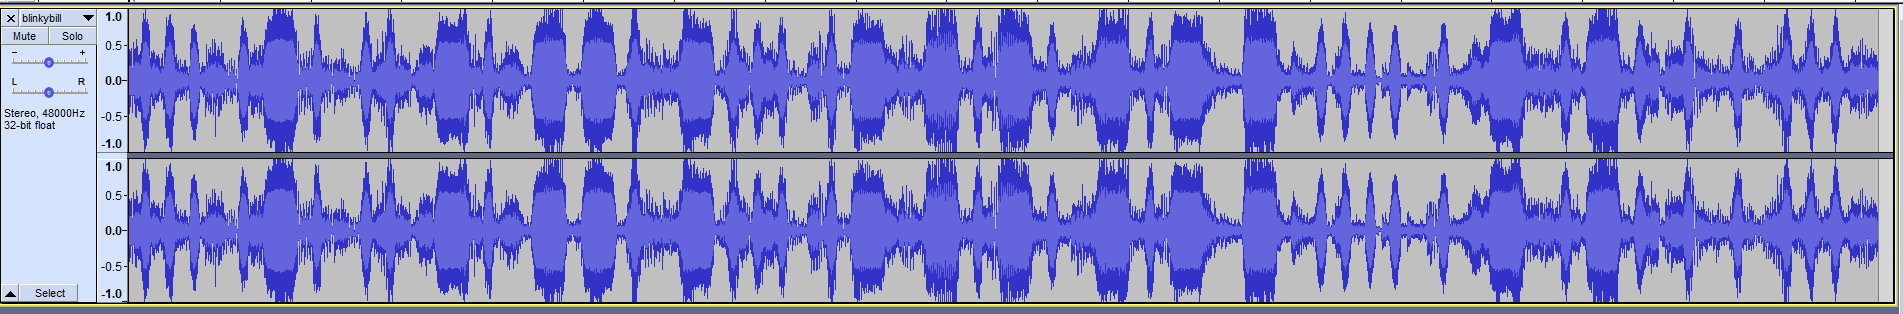 blinkybill
Mute Solo
- +
L R
Stereo, 48000Hz
32-bit float
Select
1.0
0.5-
0.0-
-0.5-
-1.0
1.0
0.5-
0.0-
-0.5-
-1.0